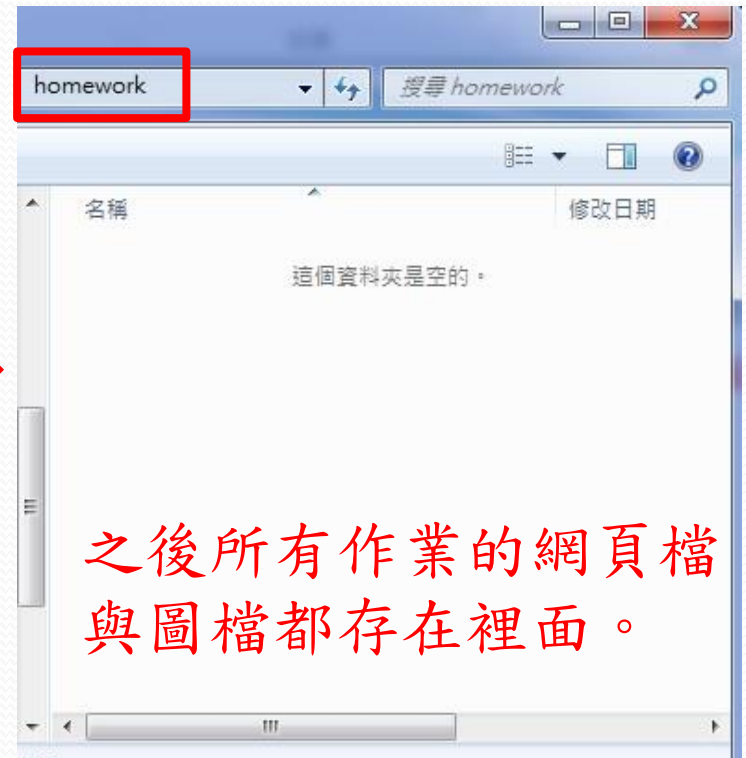 homework
搜尋 homework
名稱 修改日期
這個資料夾是空的。
之後所有作業的網頁檔
與圖檔都存在裡面。